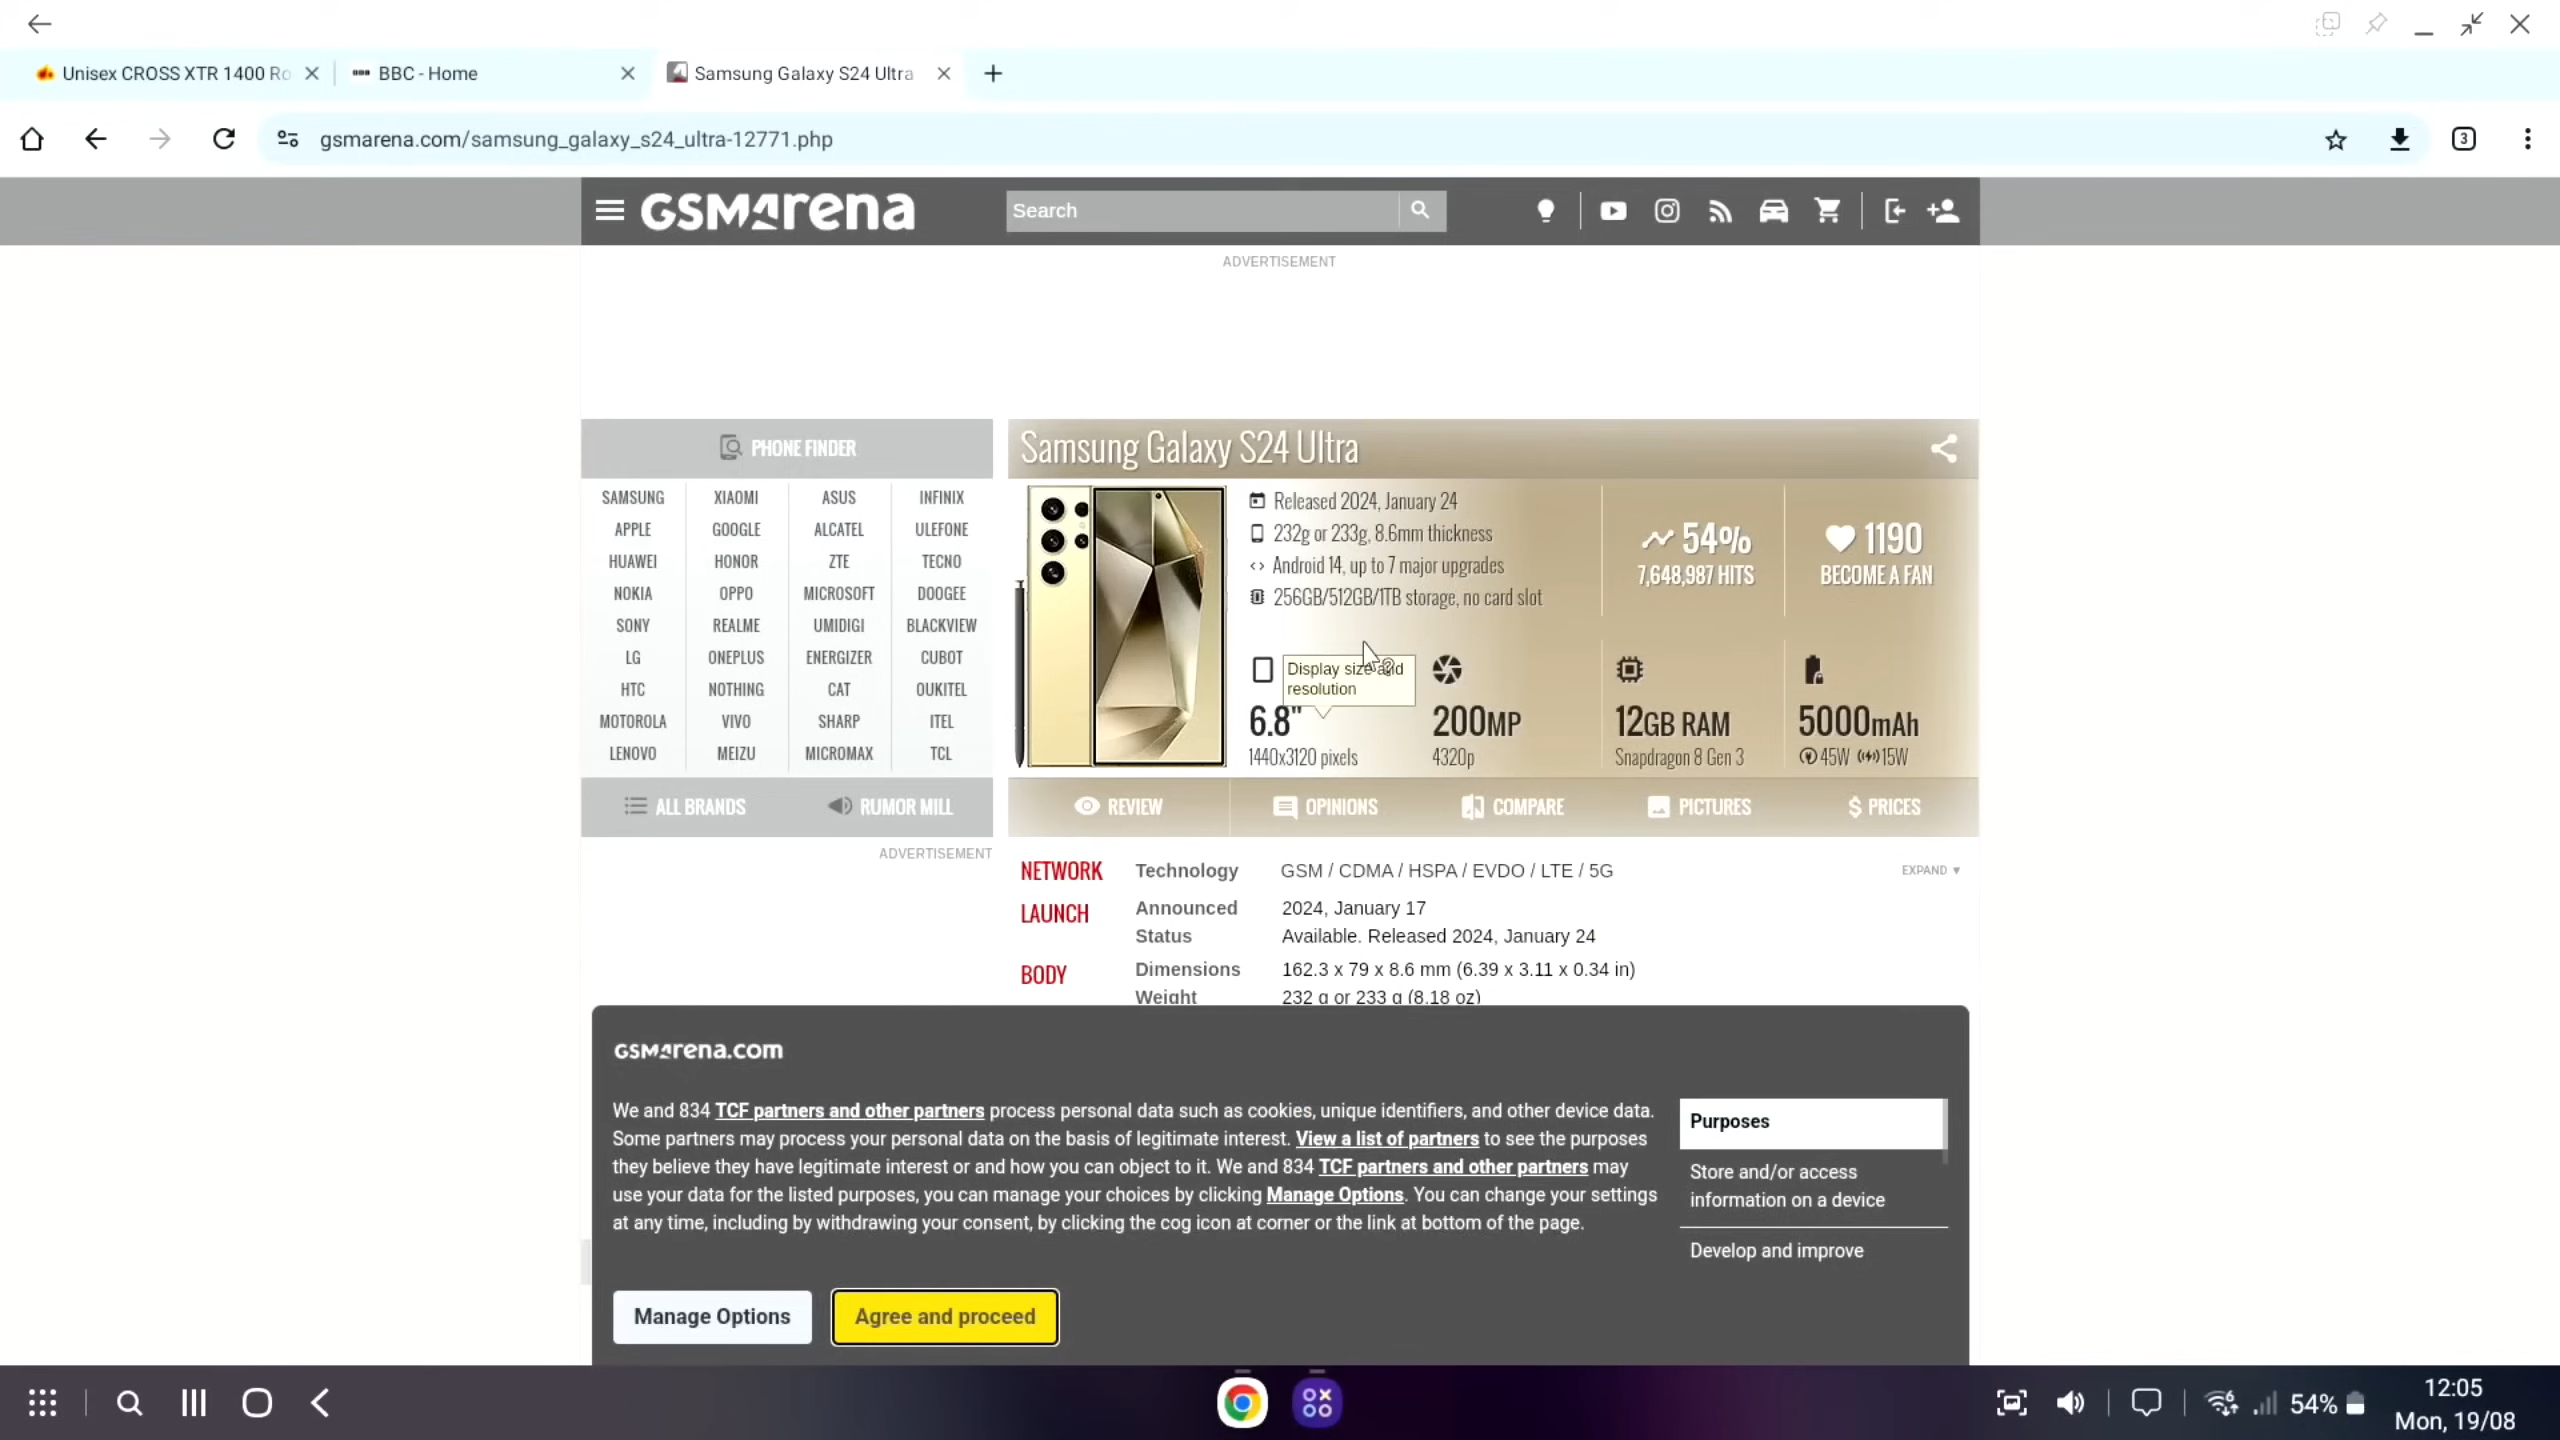 Unisex CROSS XTR 1400 Ro
BBC - Home
Samsung Galaxy S24 Ultra
gsmarena.com/samsung_galaxy_s24_ultra-12771.php
3
GSMArena
Search
ADVERTISEMENT
PHONE FINDER
SAMSUNG XIAOMI ASUS INFINIX
APPLE GOOGLE ALCATEL ULEFONE
HUAWEI HONOR ZTE TECNO
NOKIA OPPO MICROSOFT DOOGEE
SONY REALME UMIDIGI BLACKVIEW
LG ONEPLUS ENERGIZER CUBOT
HTC NOTHING CAT OUKITEL
MOTOROLA VIVO SHARP ITEL
LENOVO MEIZU MICROMAX TCL
ALL BRANDS RUMOR MILL
ADVERTISEMENT
Samsung Galaxy S24 Ultra
Released 2024, January 24
232g or 233g, 8.6mm thickness
Android 14, up to 7 major upgrades
256GB/512GB/1TB storage, no card slot
54%
7,648,987 HITS
1190
BECOME A FAN
Display size and
resolution
6.8"
1440x3120 pixels
200MP
4320p
12GB RAM
Snapdragon 8 Gen 3
5000mAh
45W 15W
REVIEW OPINIONS COMPARE PICTURES $ PRICES
NETWORK Technology GSM / CDMA / HSPA / EVDO / LTE / 5G EXPAND ▼
LAUNCH Announced 2024, January 17
Status Available. Released 2024, January 24
BODY Dimensions 162.3 x 79 x 8.6 mm (6.39 x 3.11 x 0.34 in)
Weight 232 g or 233 g (8.18 oz)
GSMArena.com
We and 834 TCF partners and other partners process personal data such as cookies, unique identifiers, and other device data.
Some partners may process your personal data on the basis of legitimate interest. View a list of partners to see the purposes
they believe they have legitimate interest or and how you can object to it. We and 834 TCF partners and other partners may
use your data for the listed purposes, you can manage your choices by clicking Manage Options. You can change your settings
at any time, including by withdrawing your consent, by clicking the cog icon at corner or the link at bottom of the page.
Purposes
Store and/or access
information on a device
Develop and improve
Manage Options
Agree and proceed
54%
12:05
Mon, 19/08